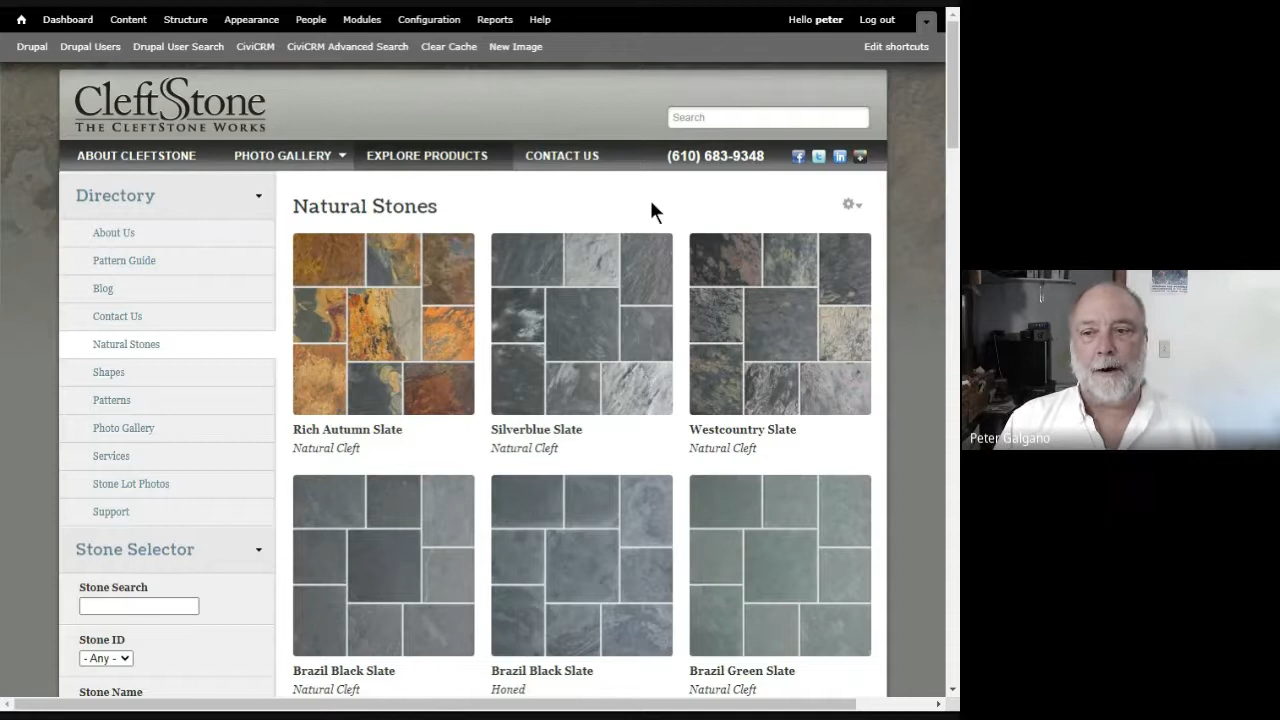 Dashboard Content Structure Appearance People Modules Configuration Reports Help Hello peter Log out
Drupal Drupal Users Drupal User Search CiviCRM CiviCRM Advanced Search Clear Cache New Image Edit shortcuts
CleftStone
THE CLEFTSTONE WORKS
Search
ABOUT CLEFTSTONE PHOTO GALLERY EXPLORE PRODUCTS CONTACT US (610) 683-9348
Directory
About Us
Pattern Guide
Blog
Contact Us
Natural Stones
Shapes
Patterns
Photo Gallery
Services
Stone Lot Photos
Support
Stone Selector
Stone Search
Stone ID
- Any -
Stone Name
Natural Stones
Rich Autumn Slate Silverblue Slate Westcountry Slate
Natural Cleft Natural Cleft Natural Cleft
Brazil Black Slate Brazil Black Slate Brazil Green Slate
Natural Cleft Honed Natural Cleft
Peter Galgano